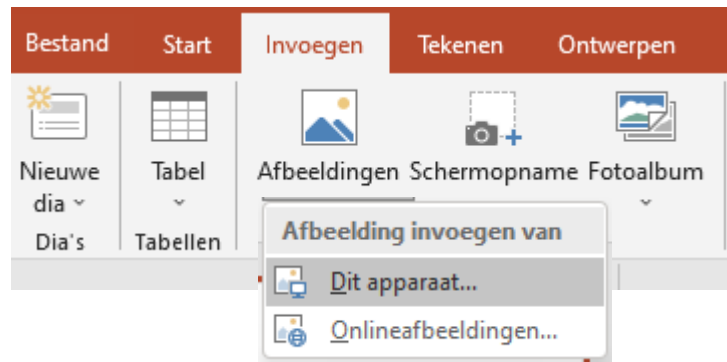 Bestand Start Invoegen Tekenen Ontwerpen
Nieuwe dia Tabel Afbeeldingen Schermopname Fotoalbum
Dia's Tabellen
Afbeelding invoegen van
Dit apparaat...
Onlineafbeeldingen...